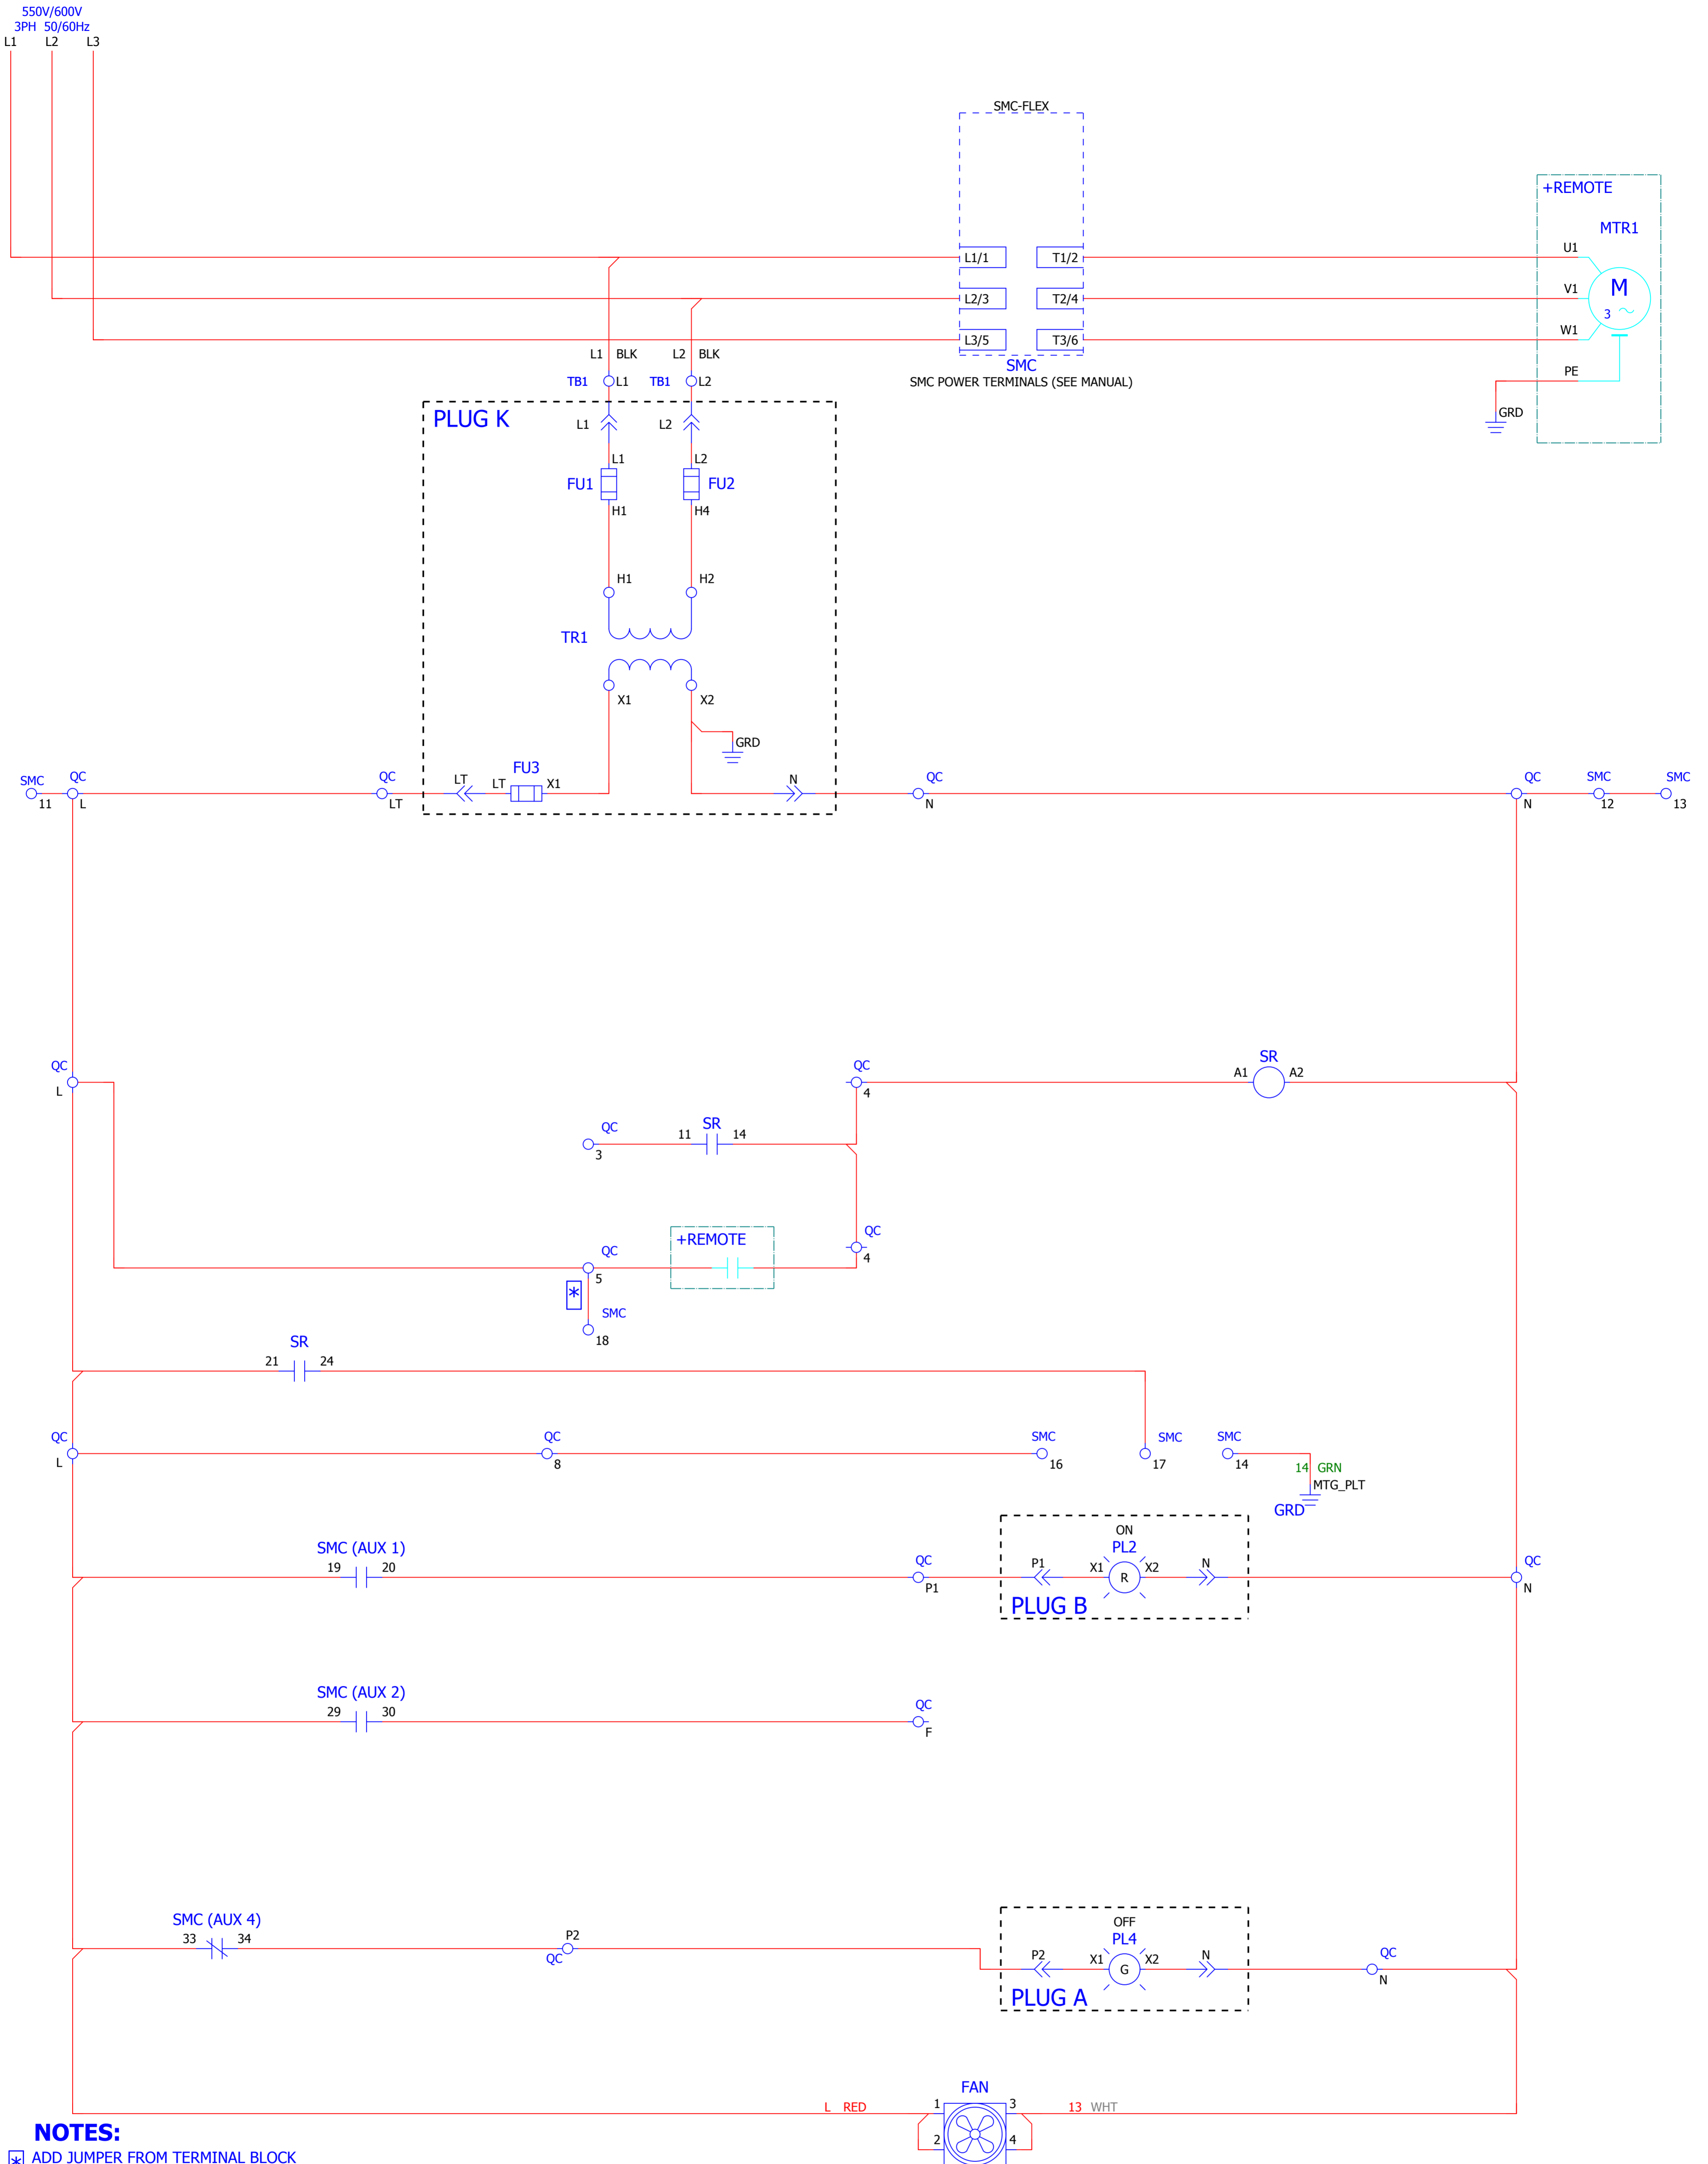 550V/600V
3PH 50/60Hz
L1 L2 L3
SMC-FLEX
+REMOTE
MTR1
L1/1 T1/2 U1
L2/3 T2/4 V1 M
3
L3/5 T3/6 W1
L1 BLK L2 BLK
SMC
SMC POWER TERMINALS (SEE MANUAL)
PE
TB1 L1 TB1 L2
GRD
PLUG K
L1 L2
L1 L2
FU1 FU2
H1 H4
H1 H2
TR1
X1 X2
GRD
SMC QC QC LT LT FU3 X1 N QC QC SMC SMC
11 L LT N N 12 13
QC QC SR
L 4 A1 A2
QC 11 SR 14
3
QC
4
+REMOTE
QC
5
*
SMC
18
SR
21 24
QC QC SMC SMC SMC
L 8 16 17 14
14 GRN
MTG_PLT
GRD
ON
SMC (AUX 1) PL2
19 20 QC P1 X1 X2 N QC
P1 R N
PLUG B
SMC (AUX 2)
29 30 QC
F
SMC (AUX 4) OFF
33 34 P2 PL4
QC P2 X1 X2 N QC
G N
PLUG A
FAN
L RED 1 3 13 WHT
2 4
NOTES:
* ADD JUMPER FROM TERMINAL BLOCK